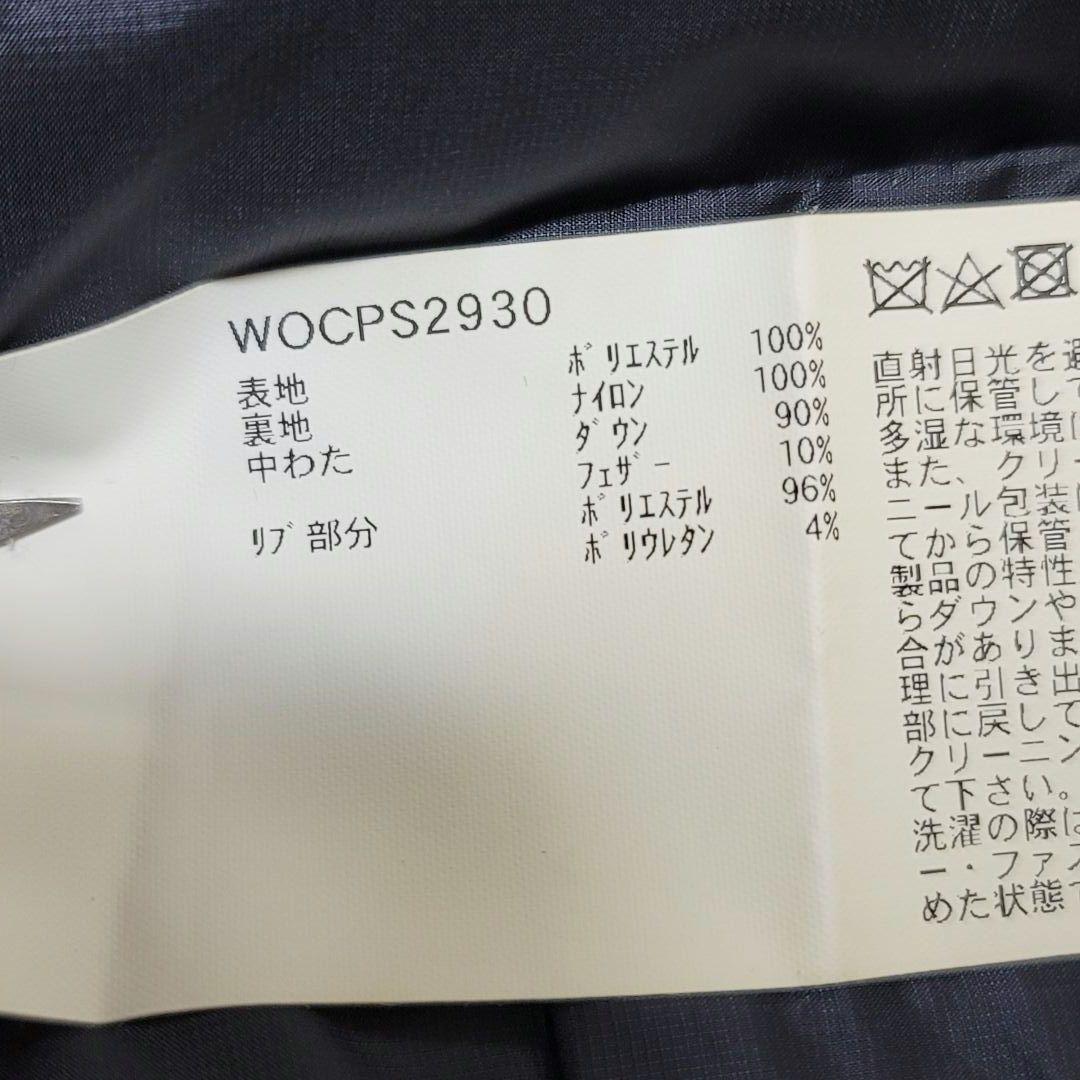 WOCPS2930
表地 ポリエステル 100%
裏地 ナイロン 100%
中わた ダウン 90%
フェザー 10%
リブ部分 ポリエステル 96%
ポリウレタン 4%
直射日光を避
所に保管して
多湿な環境に
また、クリー
ニール包装
てから保管
製品の特性
らダウンや
合がありま
理に引き出
部に戻して
クリーニン
て下さい。
洗濯の際は
ー・ファス
めた状態で